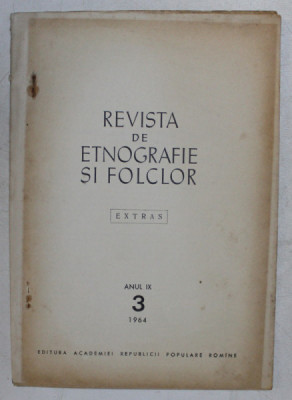 REVISTA
DE
ETNOGRAFIE
SI FOLCLOR
EXTRAS
ANUL IX
3
1964
EDITURA ACADEMIEI REPUBLICII POPULARE ROMÎNE